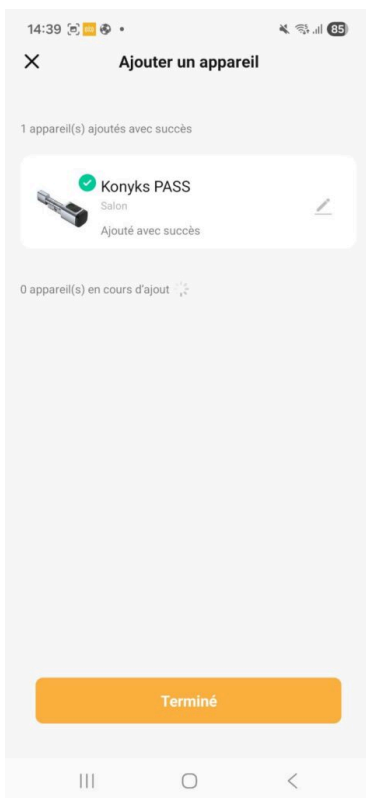 14:39
85
Ajouter un appareil
1 appareil(s) ajoutés avec succès
Konyks PASS
Salon
Ajouté avec succès
0 appareil(s) en cours d'ajout
Terminé